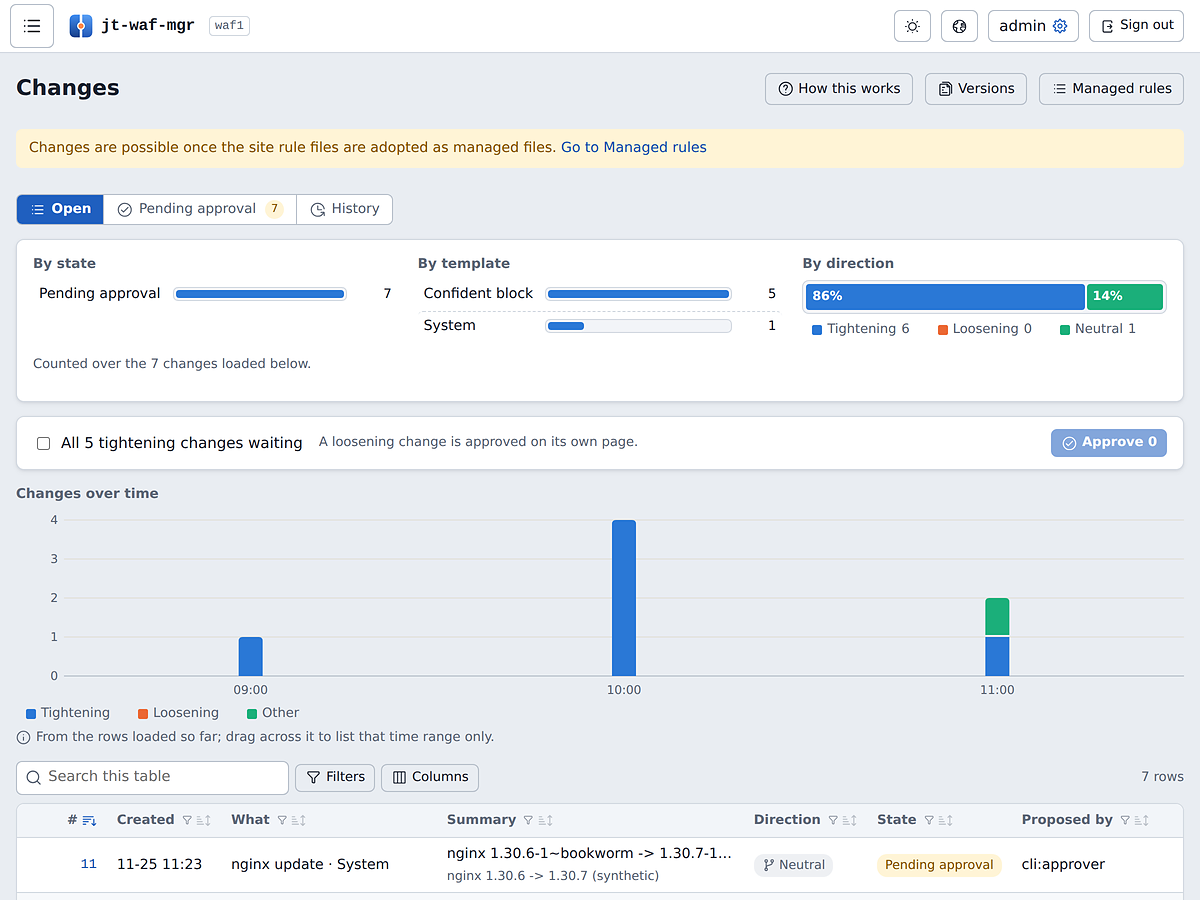 jt-waf-mgr waf1 admin Sign out
Changes How this works Versions Managed rules
Changes are possible once the site rule files are adopted as managed files. Go to Managed rules
Open Pending approval 7 History
By state By template By direction
Pending approval 7 Confident block 5 86% 14%
System 1 Tightening 6 Loosening 0 Neutral 1
Counted over the 7 changes loaded below.
All 5 tightening changes waiting A loosening change is approved on its own page. Approve 0
Changes over time
4
3
2
1
0
09:00 10:00 11:00
Tightening Loosening Other
From the rows loaded so far; drag across it to list that time range only.
Search this table Filters Columns 7 rows
# Created What Summary Direction State Proposed by
11 11-25 11:23 nginx update · System nginx 1.30.6-1~bookworm -> 1.30.7-1… Neutral Pending approval cli:approver
nginx 1.30.6 -> 1.30.7 (synthetic)